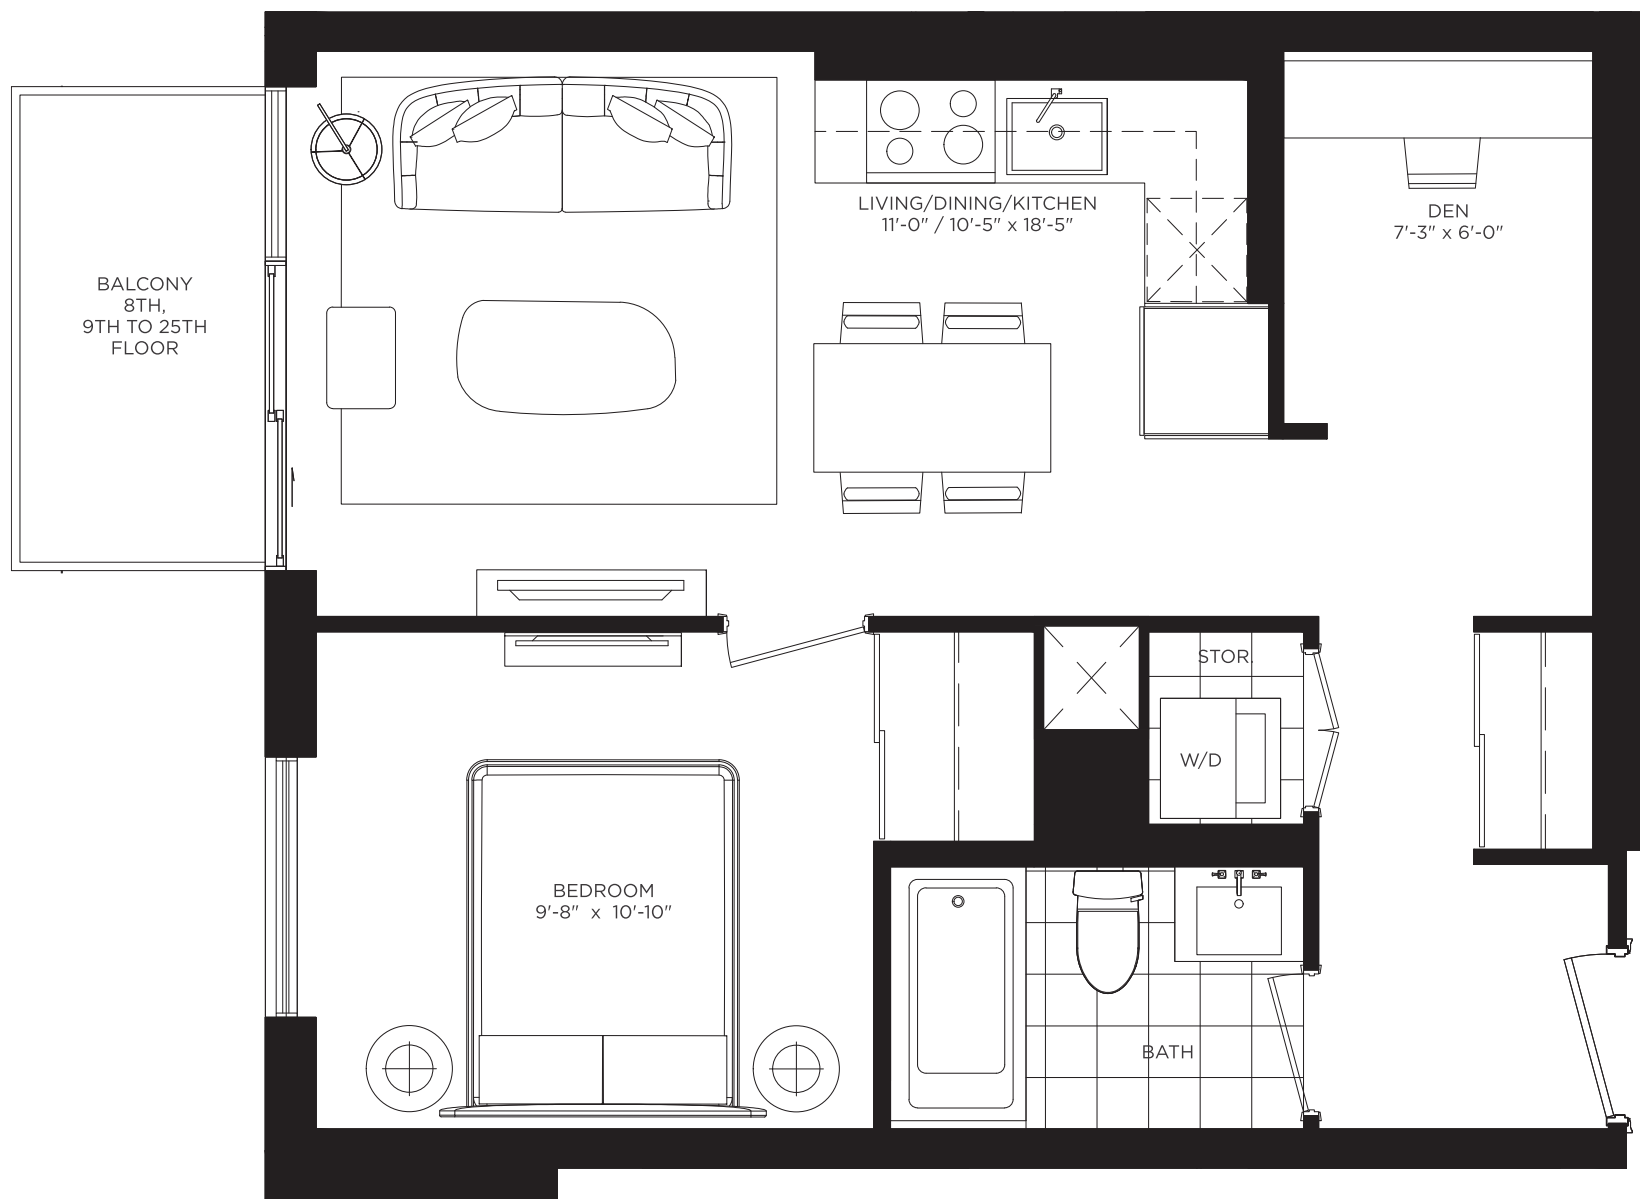 LIVING/DINING/KITCHEN
11'-0" / 10'-5" x 18'-5"
DEN
7'-3" x 6'-0"
BALCONY
8TH,
9TH TO 25TH
FLOOR
STOR.
W/D
BEDROOM
9'-8" x 10'-10"
BATH